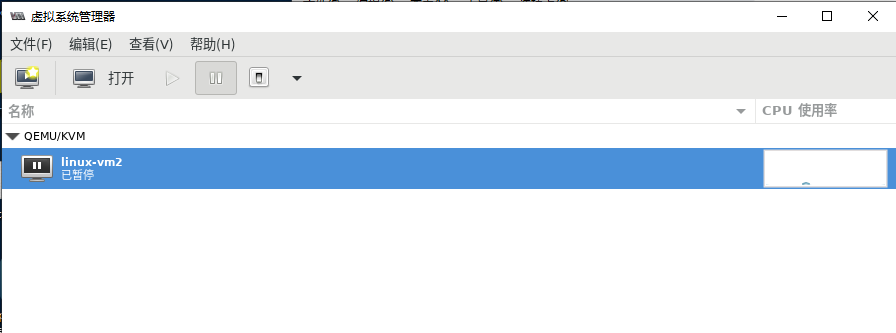 虚拟系统管理器
文件(F) 编辑(E) 查看(V) 帮助(H)
打开
名称 CPU 使用率
QEMU/KVM
linux-vm2
已暂停